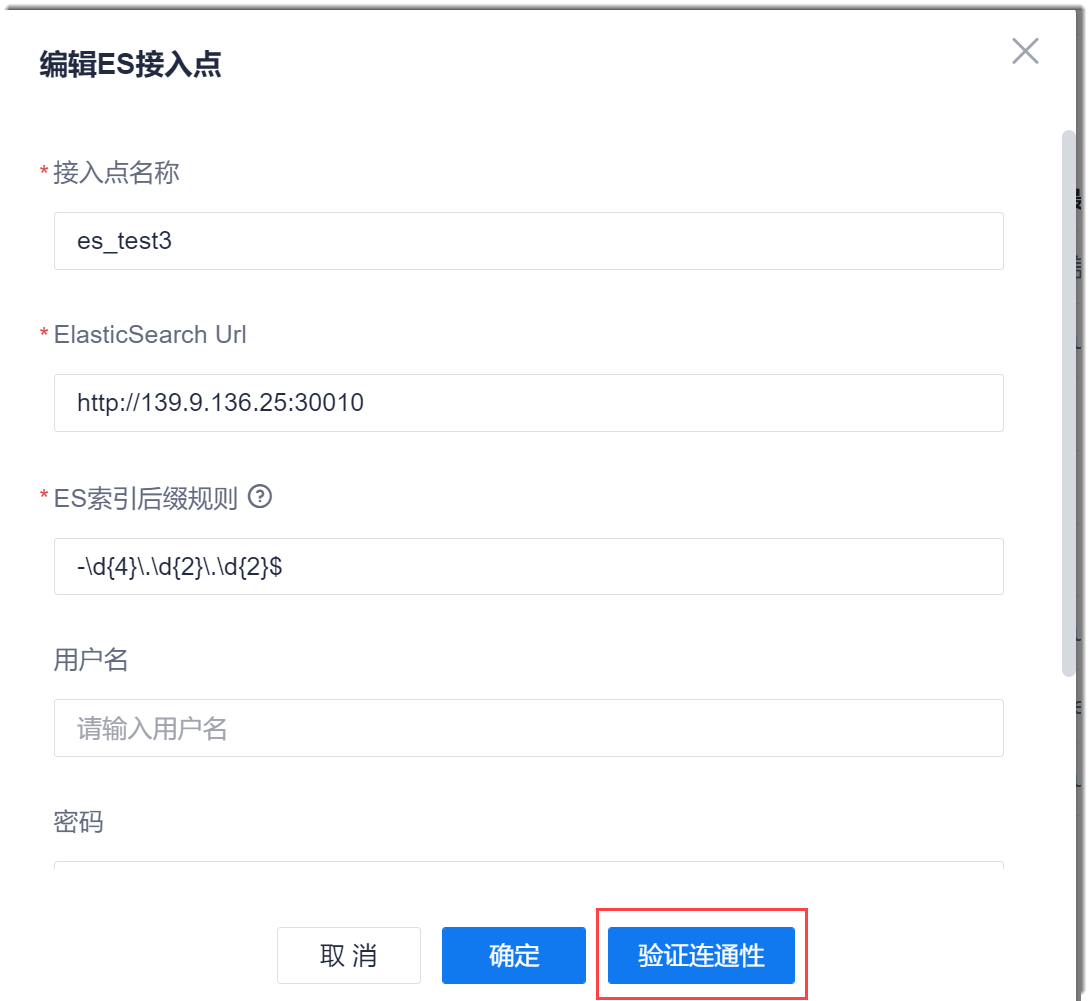 编辑ES接入点
* 接入点名称
es_test3
* ElasticSearch Url
http://139.9.136.25:30010
* ES索引后缀规则 ?
-\d{4}\.\d{2}\.\d{2}$
用户名
请输入用户名
密码
取 消 确定 验证连通性